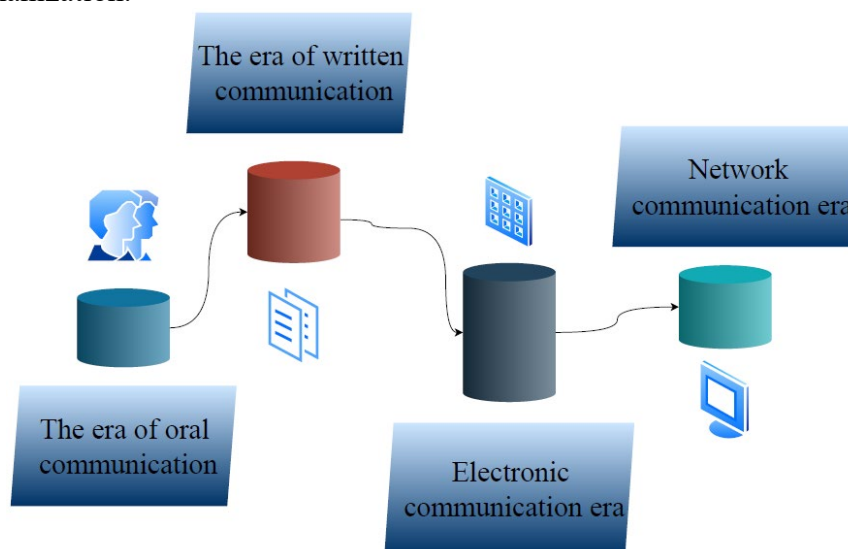 The era of written
communication
Network
communication era
The era of oral
communication
Electronic
communication era